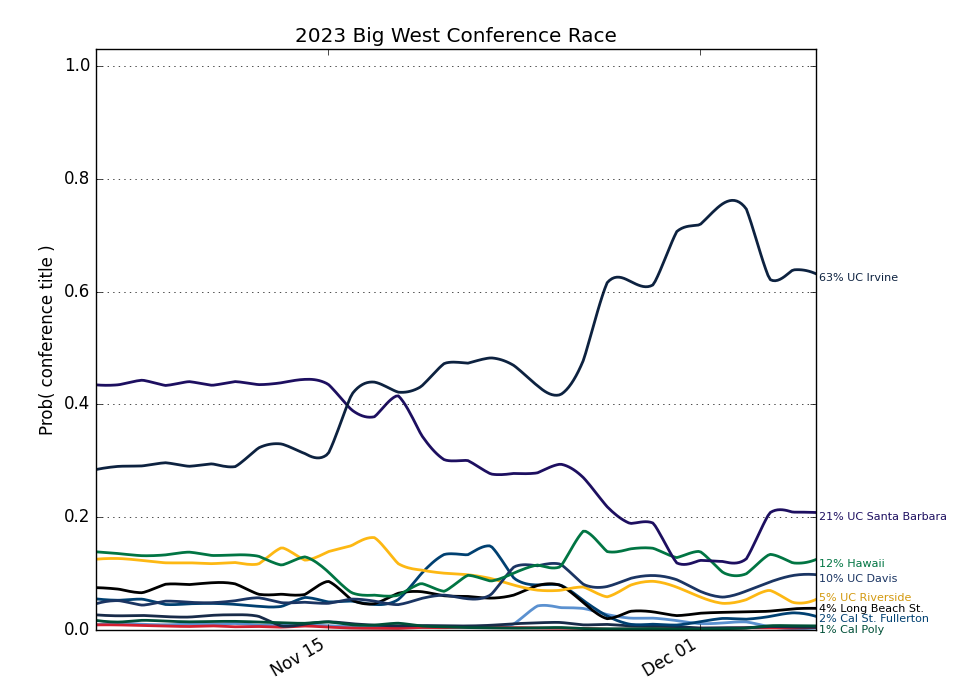 2023 Big West Conference Race
1.0
0.8
0.6
0.4
0.2
0.0
Prob( conference title )
Nov 15
Dec 01
63% UC Irvine
21% UC Santa Barbara
12% Hawaii
10% UC Davis
5% UC Riverside
4% Long Beach St.
2% Cal St. Fullerton
1% Cal Poly